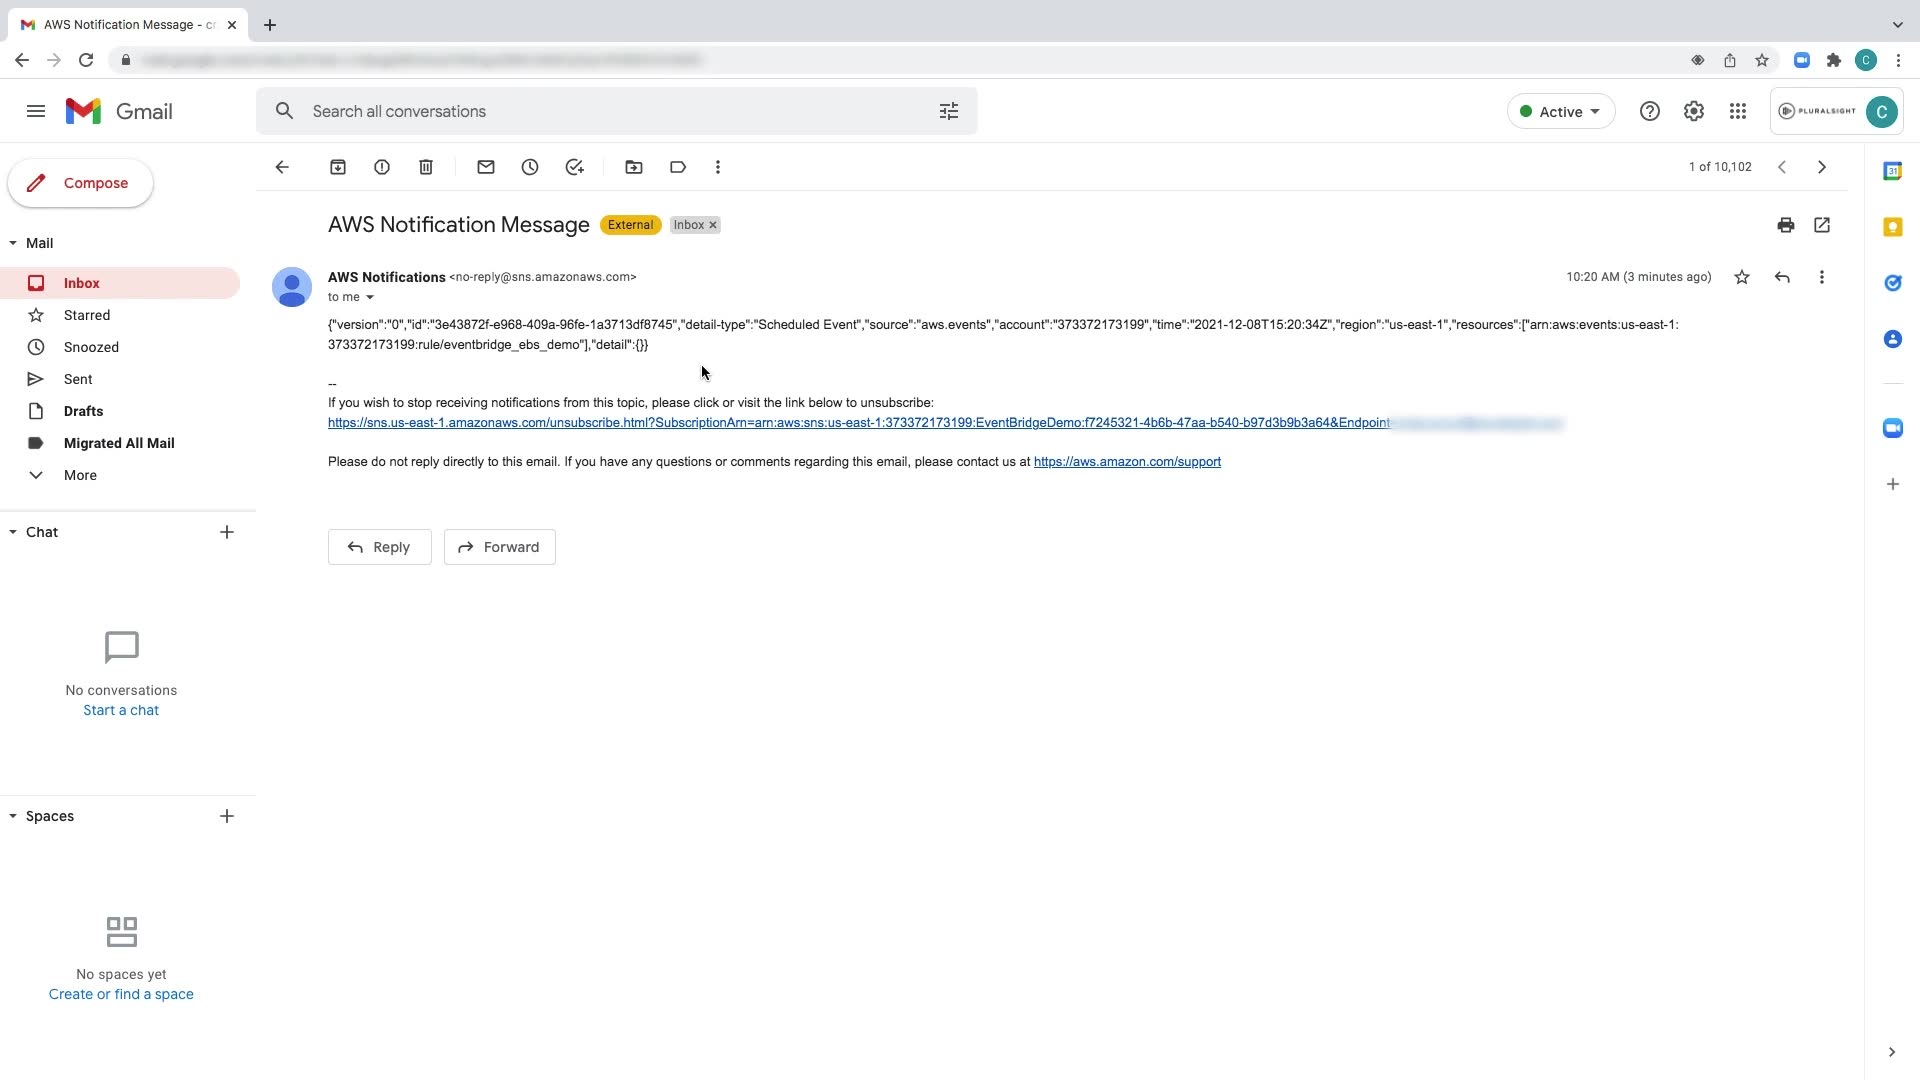 AWS Notification Message - cr
Gmail
Search all conversations
Active
PLURALSIGHT
C
Compose
1 of 10,102
Mail
Inbox
Starred
Snoozed
Sent
Drafts
Migrated All Mail
More
Chat
No conversations
Start a chat
Spaces
No spaces yet
Create or find a space
AWS Notification Message External Inbox
AWS Notifications <no-reply@sns.amazonaws.com>
10:20 AM (3 minutes ago)
to me
{"version":"0","id":"3e43872f-e968-409a-96fe-1a3713df8745","detail-type":"Scheduled Event","source":"aws.events","account":"373372173199","time":"2021-12-08T15:20:34Z","region":"us-east-1","resources":["arn:aws:events:us-east-1:
373372173199:rule/eventbridge_ebs_demo"],"detail":{}}
--
If you wish to stop receiving notifications from this topic, please click or visit the link below to unsubscribe:
https://sns.us-east-1.amazonaws.com/unsubscribe.html?SubscriptionArn=arn:aws:sns:us-east-1:373372173199:EventBridgeDemo:f7245321-4b6b-47aa-b540-b97d3b9b3a64&Endpoint
Please do not reply directly to this email. If you have any questions or comments regarding this email, please contact us at https://aws.amazon.com/support
Reply
Forward
C
31